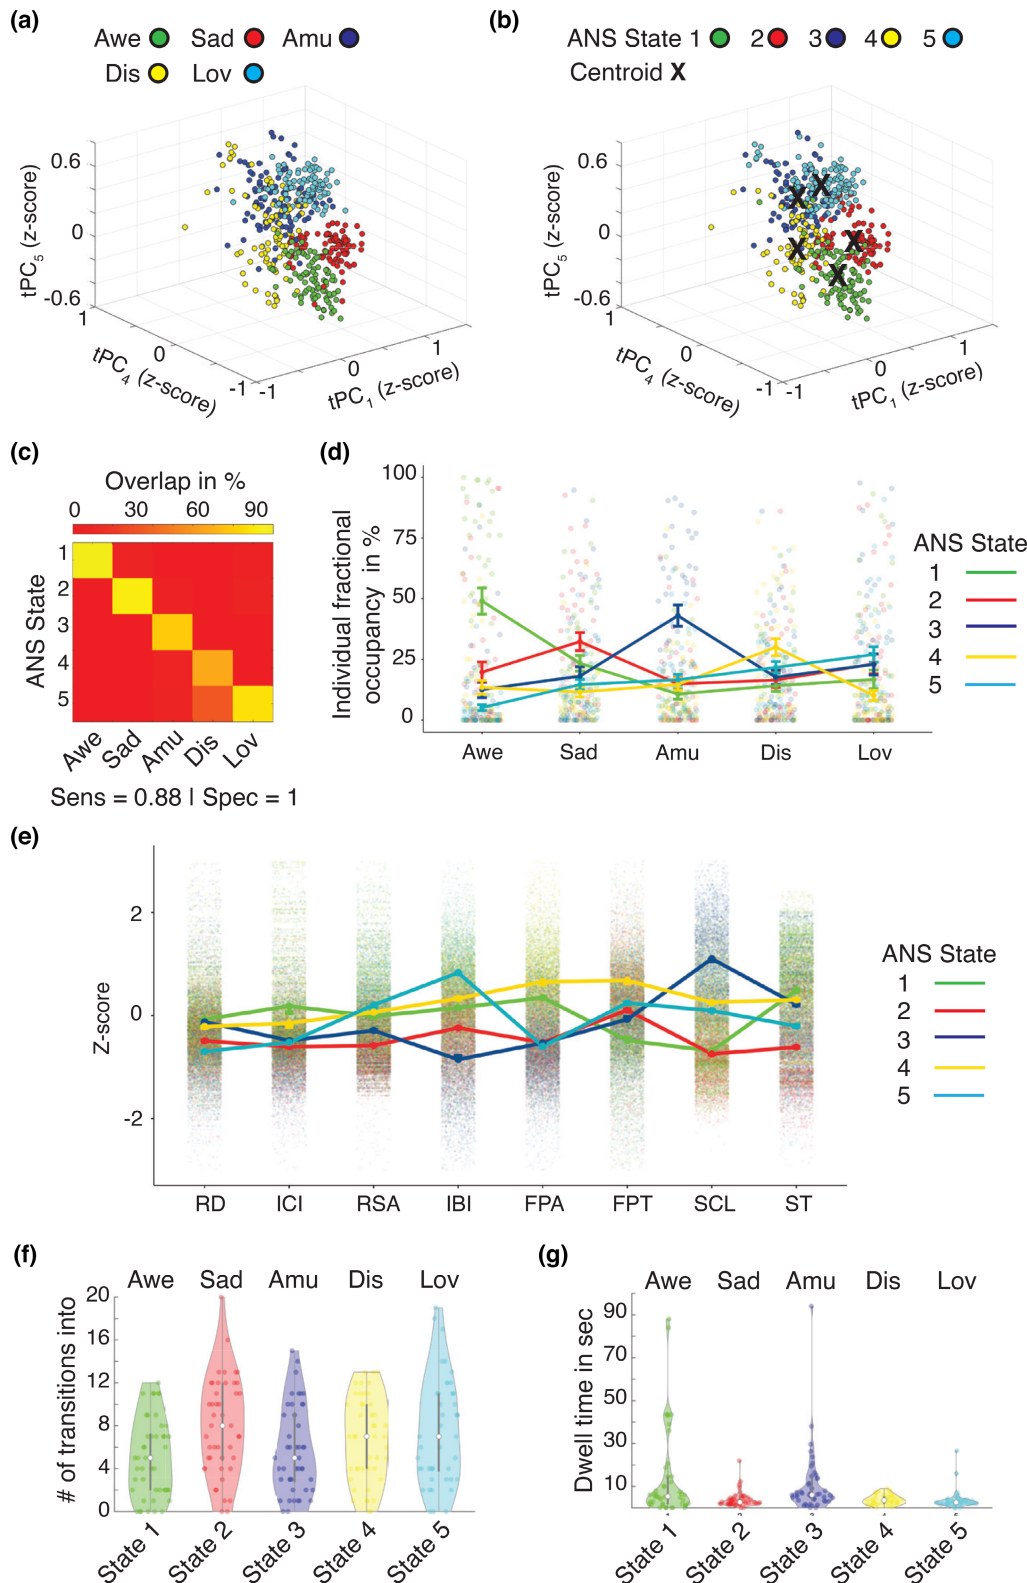 (a)
Awe Sad Amu
Dis Lov
0.6
0
-0.6
tPC5 (z-score)
1
0
-1
tPC4 (z-score)
-1
0
1
tPC1 (z-score)
(b)
ANS State 1 2 3 4 5
Centroid X
0.6
0
-0.6
tPC5 (z-score)
1
0
-1
tPC4 (z-score)
-1
0
1
tPC1 (z-score)
X
X
X
X
X
(c)
Overlap in %
0 30 60 90
ANS State
1
2
3
4
5
Awe Sad Amu Dis Lov
Sens = 0.88 | Spec = 1
(d)
Individual fractional
occupancy in %
100
75
50
25
0
Awe Sad Amu Dis Lov
ANS State
1
2
3
4
5
(e)
Z-score
2
0
-2
RD ICI RSA IBI FPA FPT SCL ST
ANS State
1
2
3
4
5
(f)
Awe Sad Amu Dis Lov
# of transitions into
20
16
12
8
4
0
State 1 State 2 State 3 State 4 State 5
(g)
Awe Sad Amu Dis Lov
Dwell time in sec
90
70
50
30
10
1 2 3 4 5
State 1 State 2 State 3 State 4 State 5